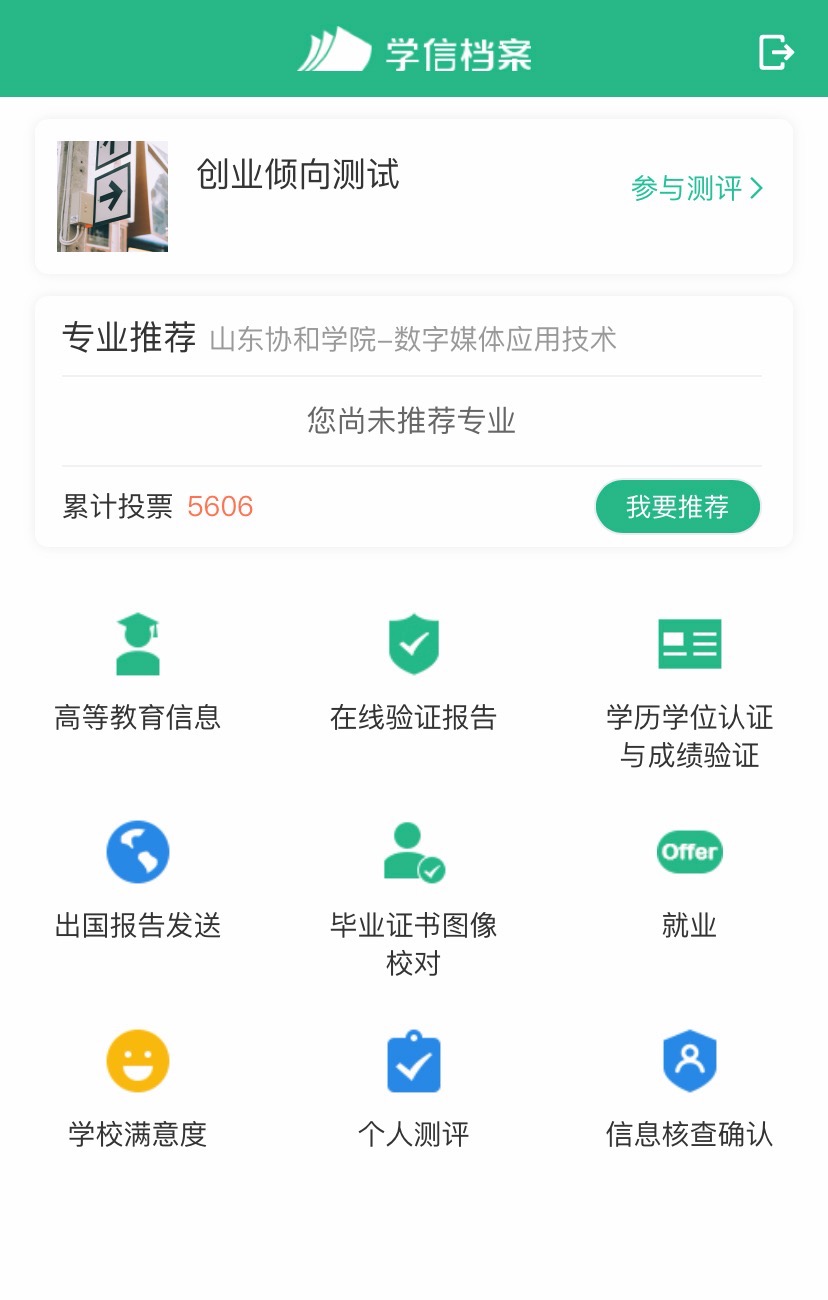 学信档案
创业倾向测试
参与测评
专业推荐 山东协和学院-数字媒体应用技术
您尚未推荐专业
累计投票 5606
我要推荐
高等教育信息
在线验证报告
学历学位认证
与成绩验证
出国报告发送
毕业证书图像
校对
Offer
就业
学校满意度
个人测评
信息核查确认